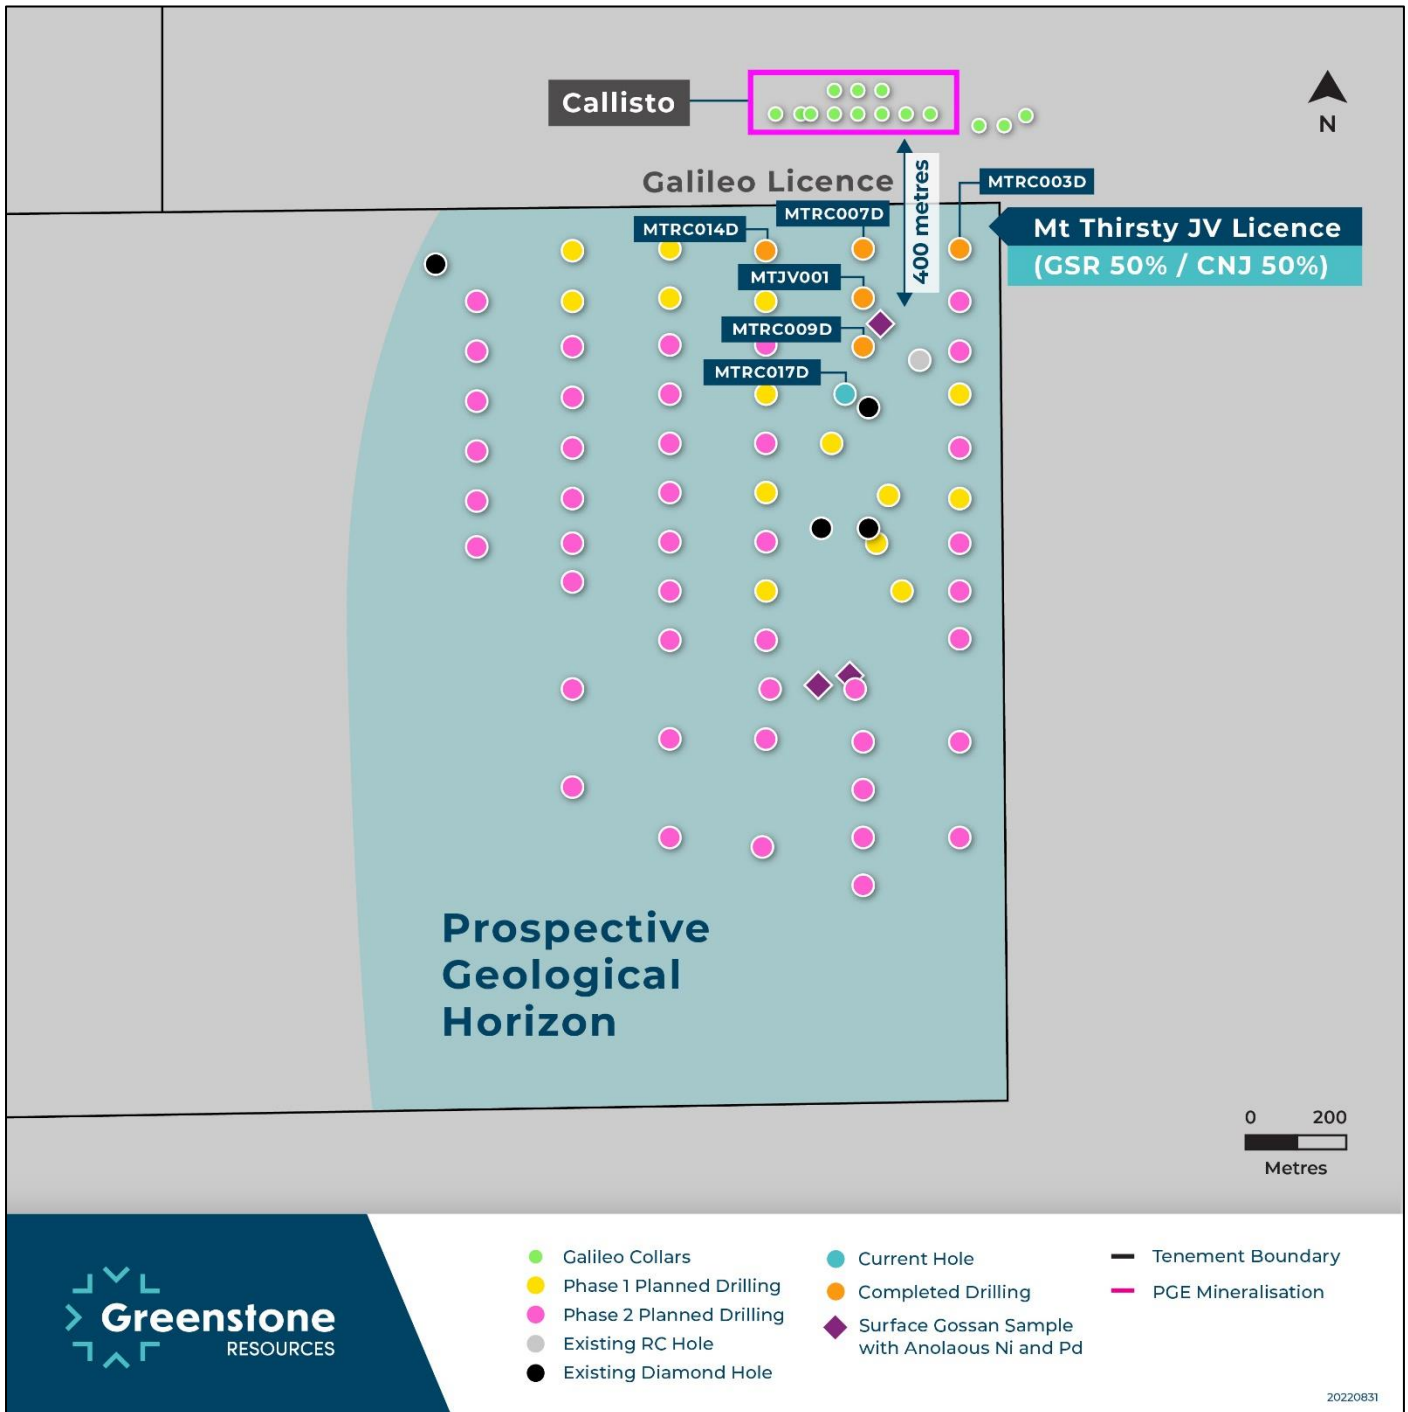 Callisto
N
Galileo Licence
400 metres
MTRC003D
MTRC007D
MTRC014D
Mt Thirsty JV Licence
(GSR 50% / CNJ 50%)
MTJV001
MTRC009D
MTRC017D
Prospective
Geological
Horizon
0 200
Metres
Greenstone
RESOURCES
Galileo Collars
Phase 1 Planned Drilling
Phase 2 Planned Drilling
Existing RC Hole
Existing Diamond Hole
Current Hole
Completed Drilling
Surface Gossan Sample
with Anolaous Ni and Pd
Tenement Boundary
PGE Mineralisation
20220831